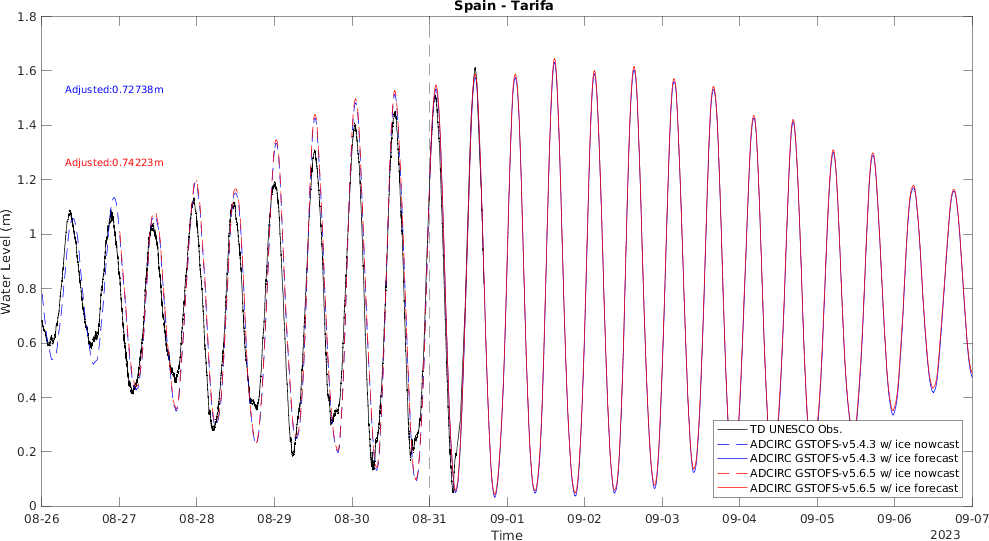 Spain - Tarifa
1.8
1.6
1.4
1.2
1
0.8
0.6
0.4
0.2
0
Water Level (m)
Adjusted:0.72738m
Adjusted:0.74223m
TD UNESCO Obs.
ADCIRC GSTOFS-v5.4.3 w/ ice nowcast
ADCIRC GSTOFS-v5.4.3 w/ ice forecast
ADCIRC GSTOFS-v5.6.5 w/ ice nowcast
ADCIRC GSTOFS-v5.6.5 w/ ice forecast
08-26 08-27 08-28 08-29 08-30 08-31 09-01 09-02 09-03 09-04 09-05 09-06 09-07
Time
2023